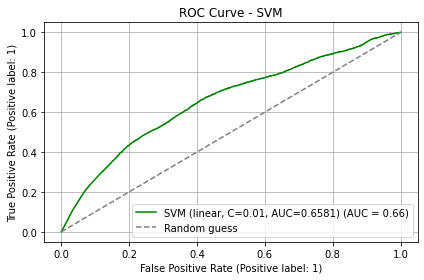 ROC Curve - SVM
True Positive Rate (Positive label: 1)
1.0
0.8
0.6
0.4
0.2
0.0
SVM (linear, C=0.01, AUC=0.6581) (AUC = 0.66)
Random guess
0.0 0.2 0.4 0.6 0.8 1.0
False Positive Rate (Positive label: 1)